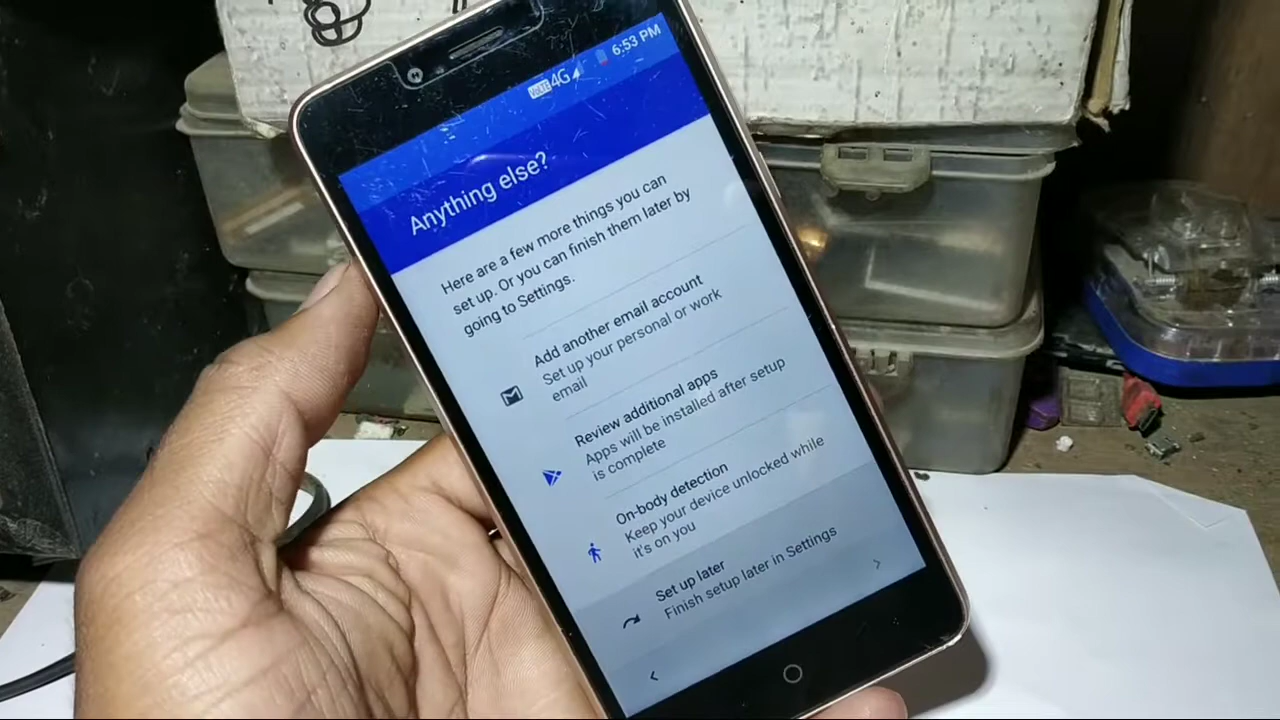 VoLTE 4G 6:53 PM
Anything else?
Here are a few more things you can
set up. Or you can finish them later by
going to Settings.
Add another email account
Set up your personal or work
email
Review additional apps
Apps will be installed after setup
is complete
On-body detection
Keep your device unlocked while
it's on you
Set up later
Finish setup later in Settings